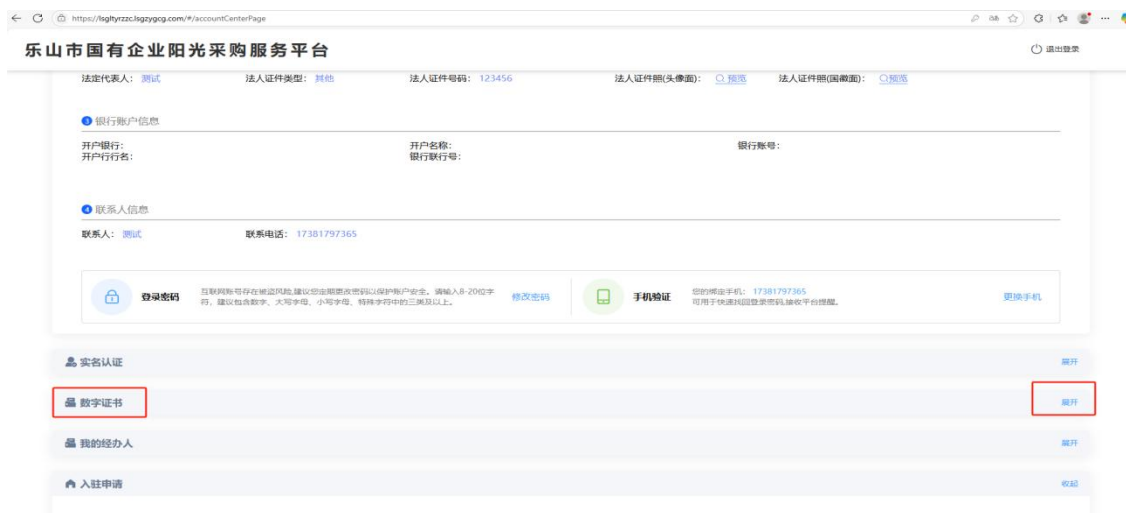 https://lsgltyrzzc.lsgzygcg.com/#/accountCenterPage
乐山市国有企业阳光采购服务平台
退出登录
法定代表人： 测试 法人证件类型： 其他 法人证件号码： 123456 法人证件照(头像面)： 预览 法人证件照(国徽面)： 预览
3 银行账户信息
开户银行： 开户名称： 银行账号：
开户行行名： 银行联行号：
4 联系人信息
联系人： 测试 联系电话： 17381797365
登录密码
互联网账号存在被盗风险,建议您定期更改密码以保护账户安全。请输入8-20位字
符，建议包含数字、大写字母、小写字母、特殊字符中的三类及以上。
修改密码
手机验证
您的绑定手机： 17381797365
可用于快速找回登录密码,接收平台提醒。
更换手机
实名认证 展开
数字证书 展开
我的经办人 展开
入驻申请 收起